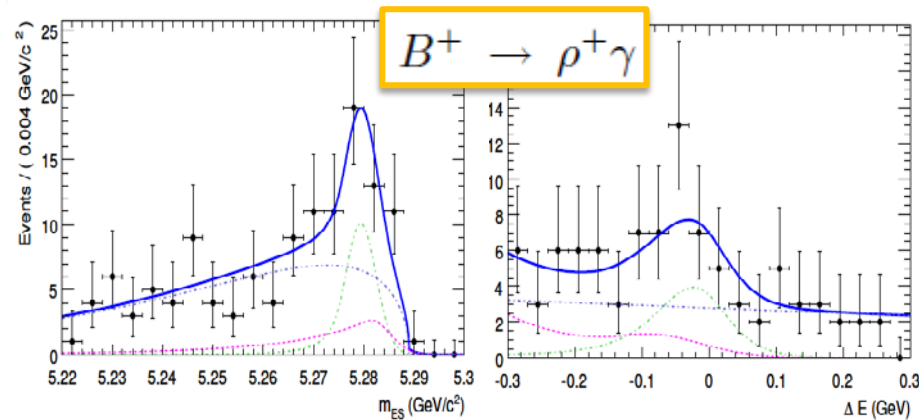 B⁺ → ρ⁺γ
Events / ( 0.004 GeV/c² )
25
20
15
10
5
0
5.22 5.23 5.24 5.25 5.26 5.27 5.28 5.29 5.3
m_ES (GeV/c²)
14
12
10
8
6
4
2
0
-0.3 -0.2 -0.1 0 0.1 0.2 0.3
Δ E (GeV)